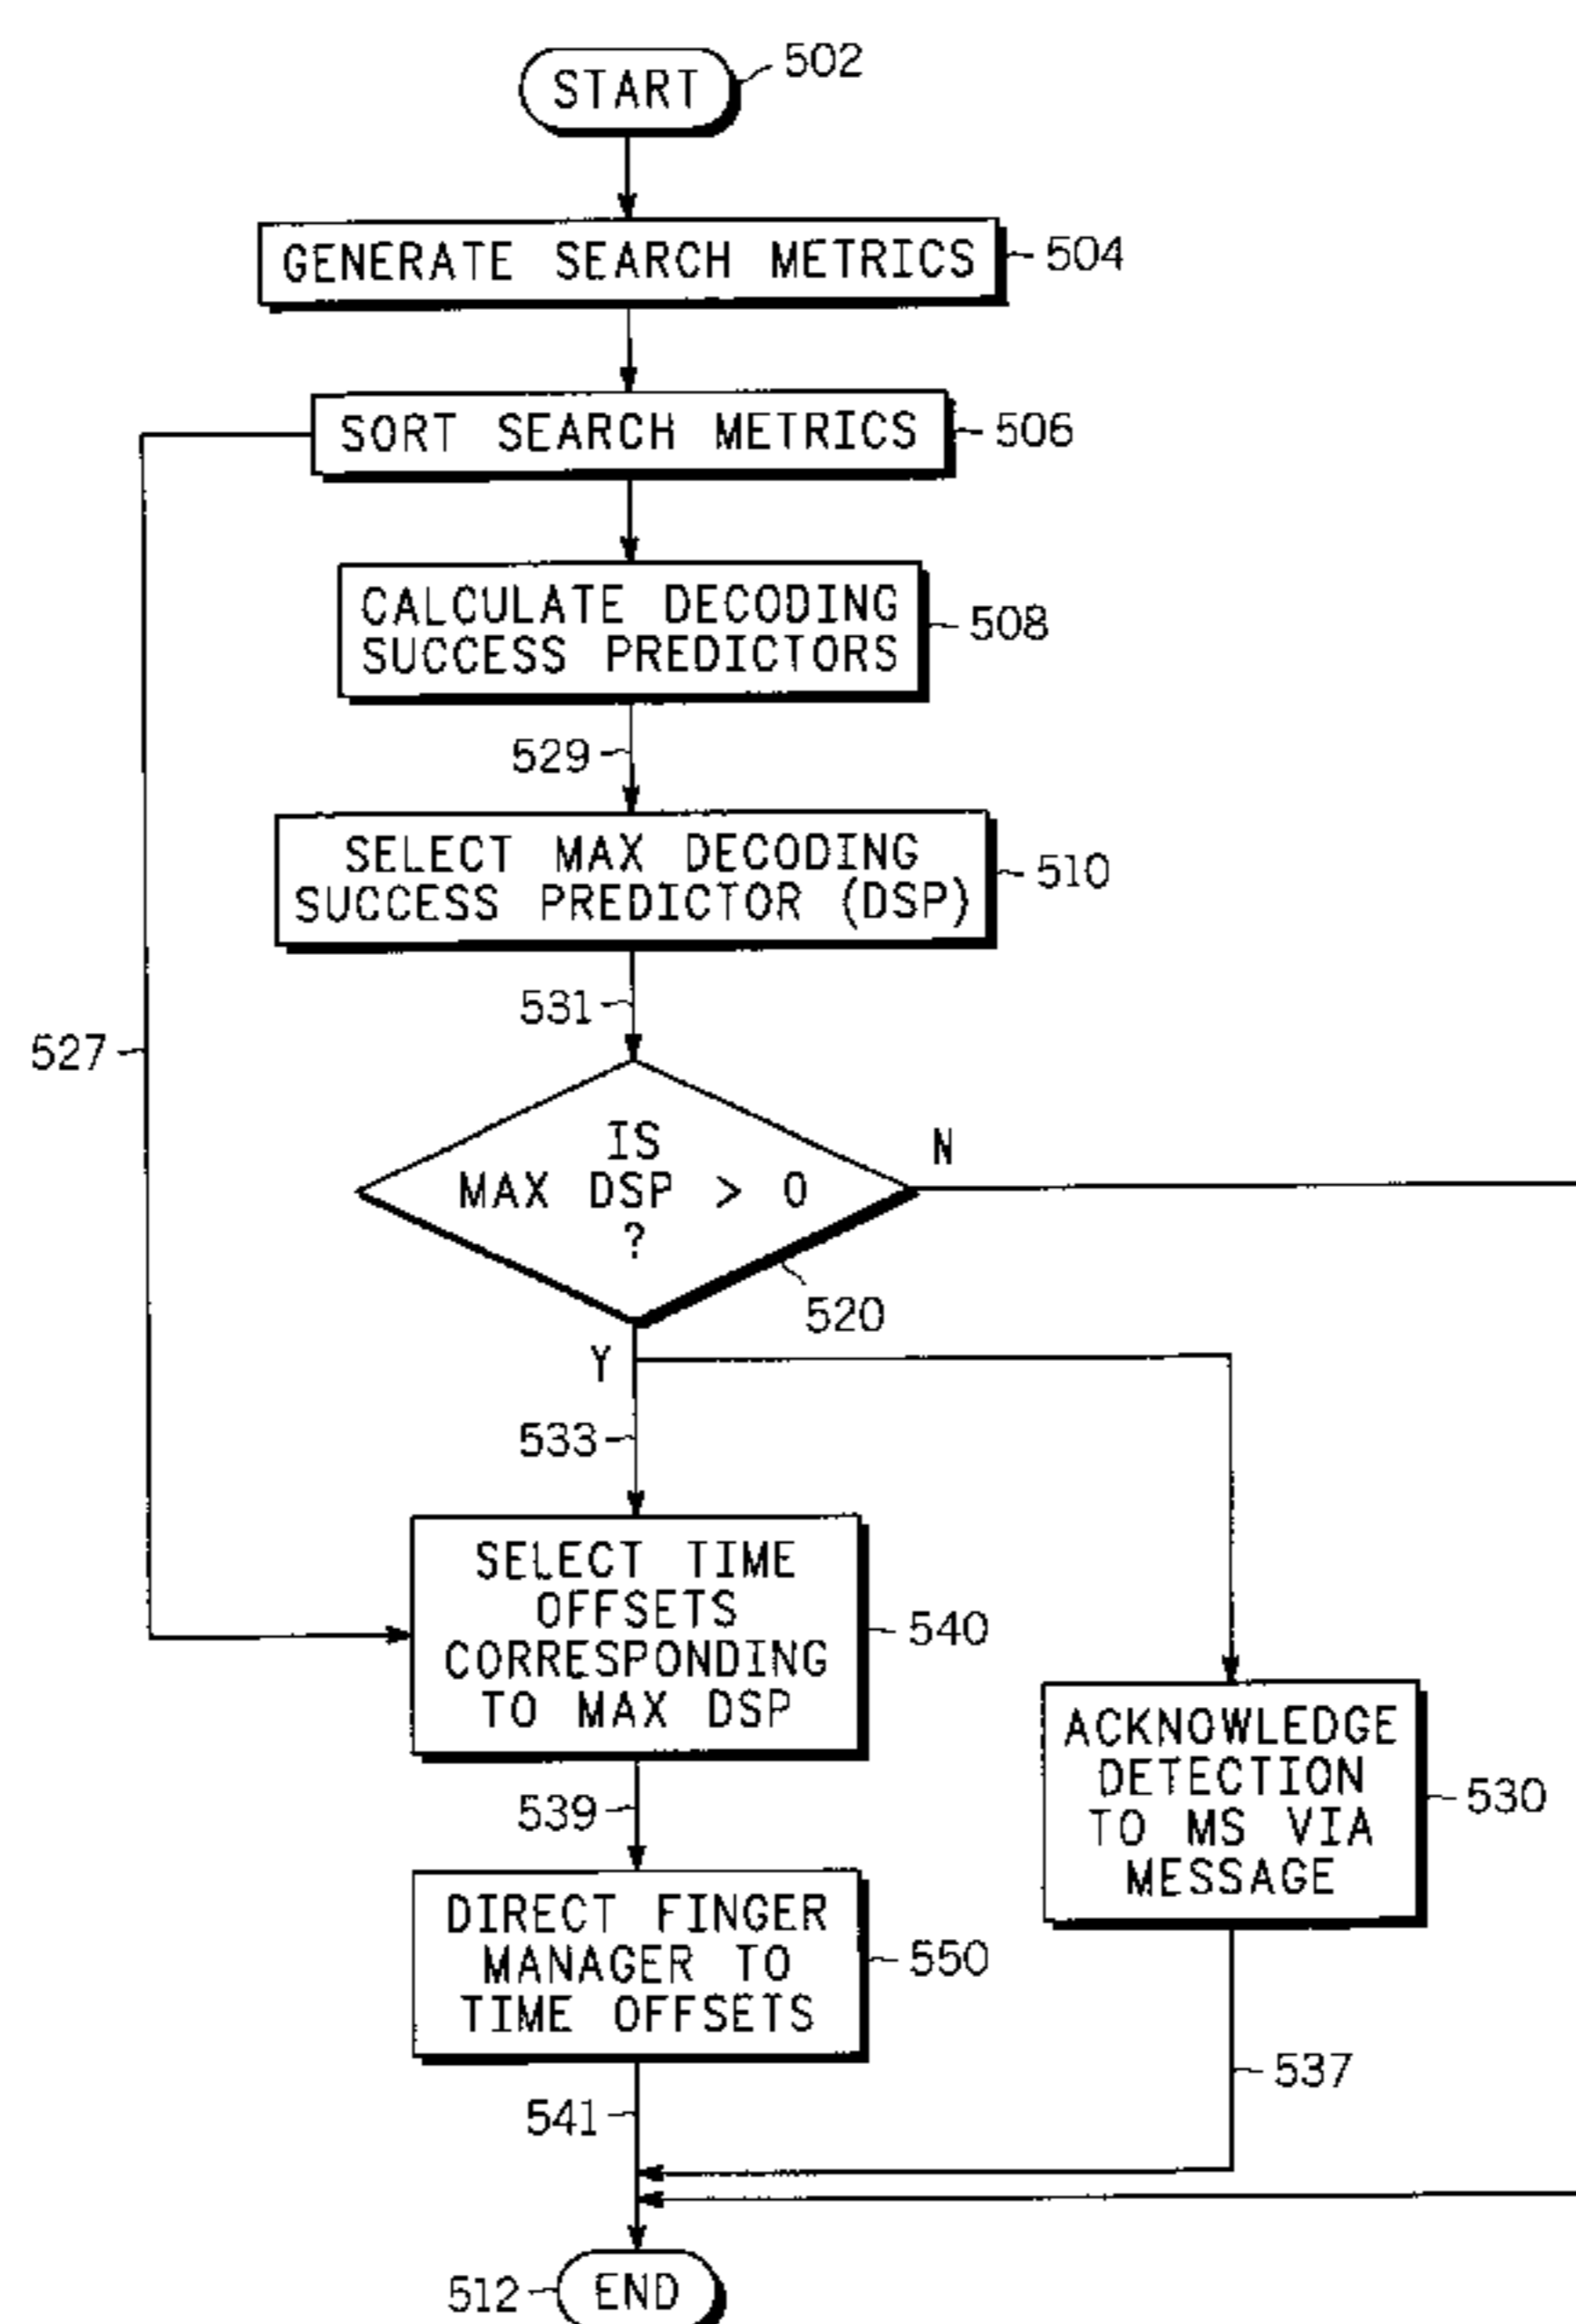 START
502
GENERATE SEARCH METRICS
504
SORT SEARCH METRICS
506
CALCULATE DECODING
SUCCESS PREDICTORS
508
529
SELECT MAX DECODING
SUCCESS PREDICTOR (DSP)
510
531
527
IS
MAX DSP > 0
?
N
520
Y
533
SELECT TIME
OFFSETS
CORRESPONDING
TO MAX DSP
540
ACKNOWLEDGE
DETECTION
TO MS VIA
MESSAGE
530
539
DIRECT FINGER
MANAGER TO
TIME OFFSETS
550
537
541
512
END